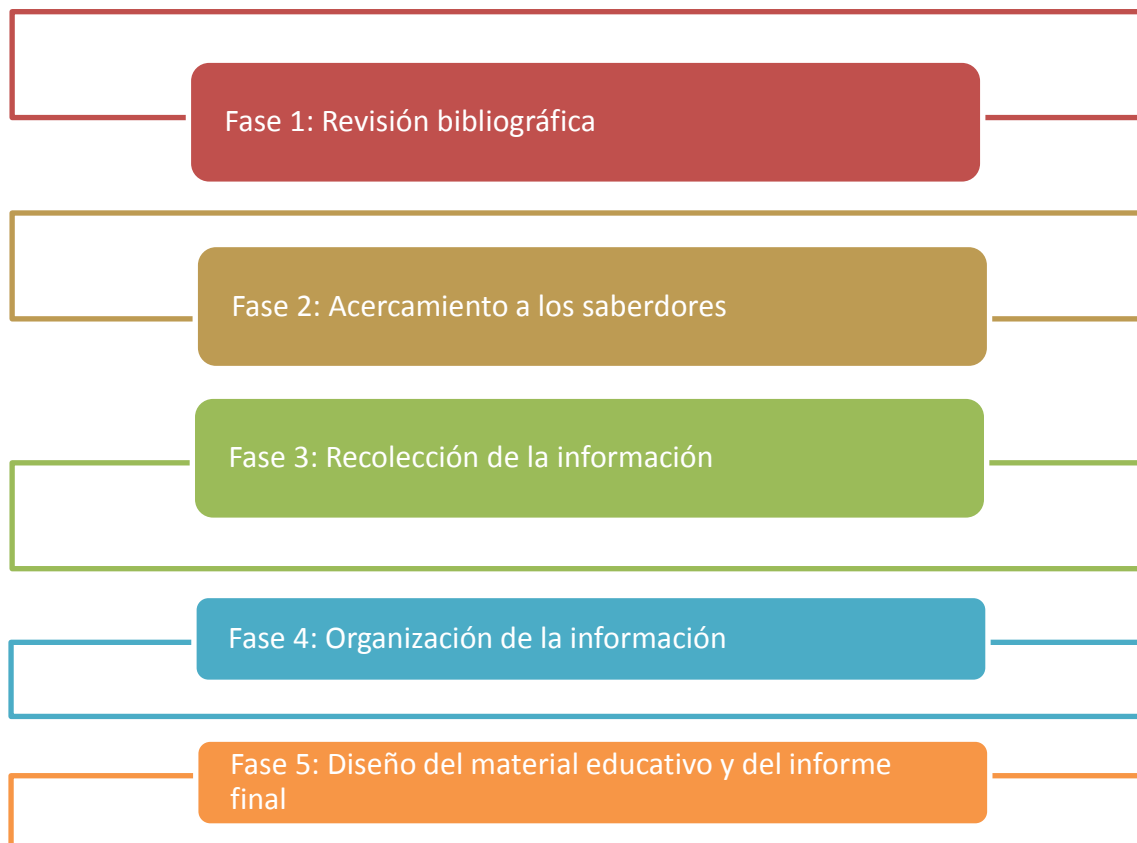 Fase 1: Revisión bibliográfica
Fase 2: Acercamiento a los saberdores
Fase 3: Recolección de la información
Fase 4: Organización de la información
Fase 5: Diseño del material educativo y del informe
final